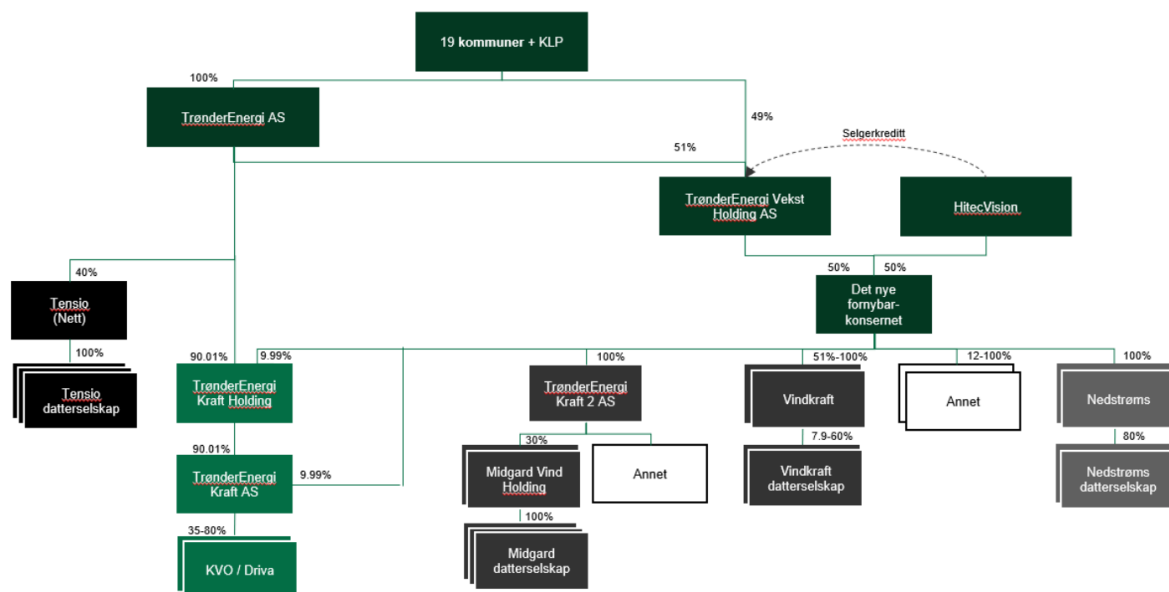 19 kommuner + KLP
100%
TrønderEnergi AS
49%
Selgerkreditt
51%
TrønderEnergi Vekst
Holding AS
HitecVision
40%
50%
50%
Tensio
(Nett)
Det nye
fornybar-
konsernet
100%
90.01%
9.99%
100%
51%-100%
12-100%
100%
Tensio
datterselskap
TrønderEnergi
Kraft Holding
TrønderEnergi
Kraft 2 AS
Vindkraft
Annet
Nedstrøms
90.01%
30%
7.9-60%
80%
TrønderEnergi
Kraft AS
9.99%
Midgard Vind
Holding
Annet
Vindkraft
datterselskap
Nedstrøms
datterselskap
35-80%
100%
KVO / Driva
Midgard
datterselskap